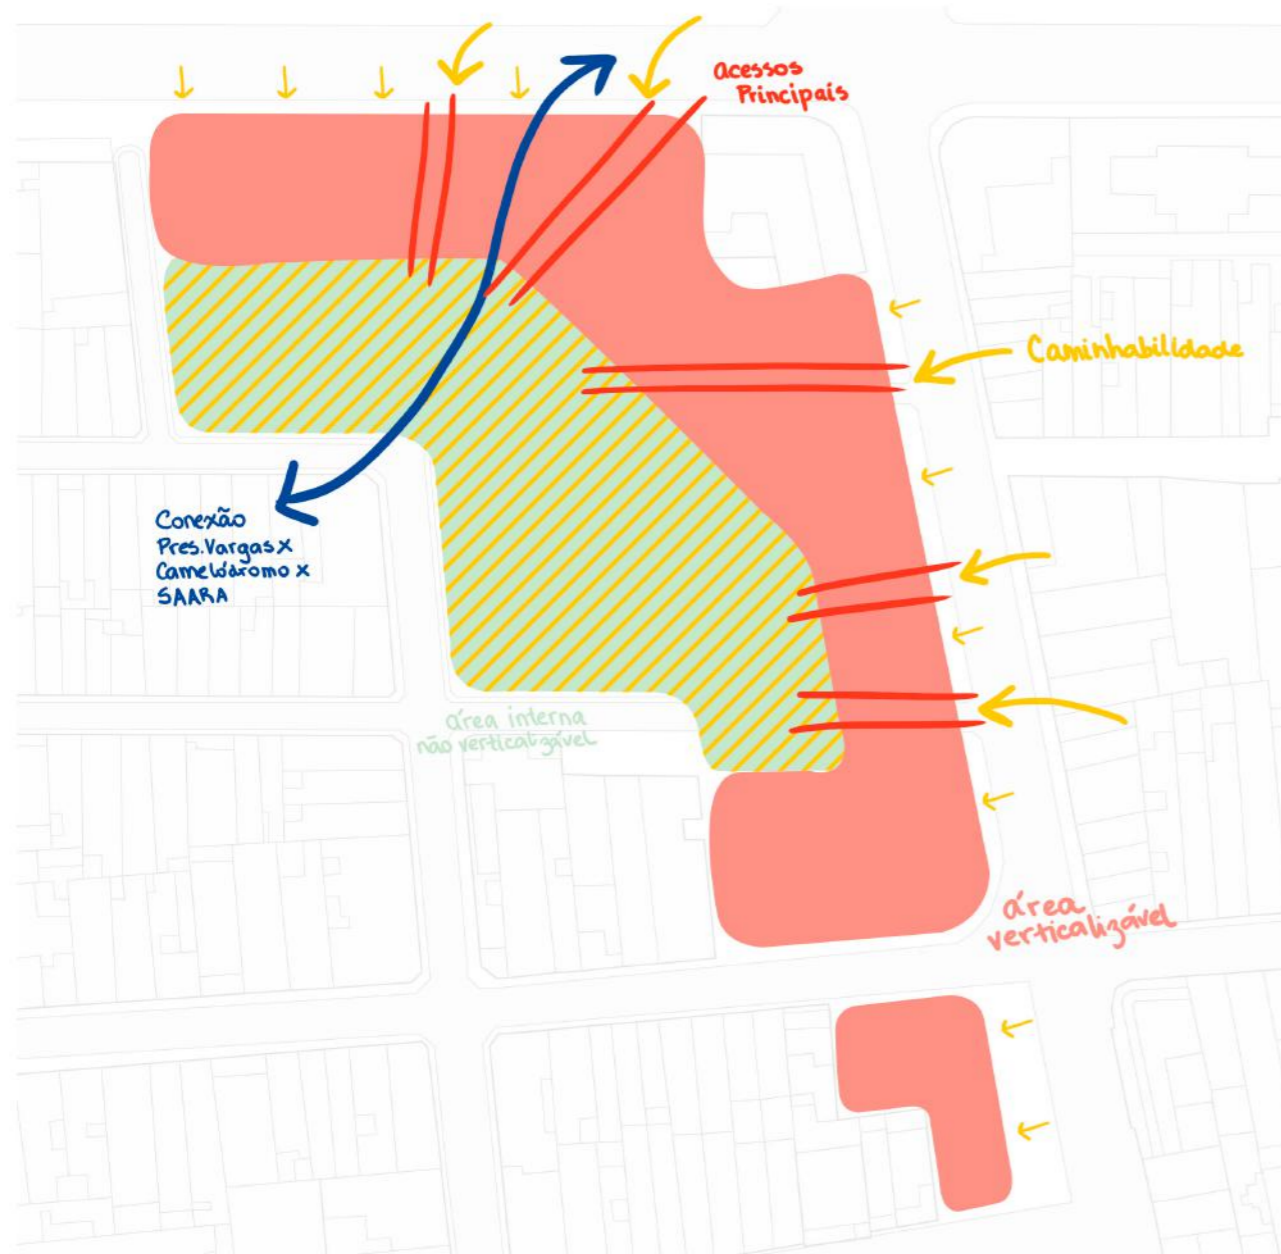 acessos
Principais
Caminhabilidade
Conexão
Pres. Vargas x
Camelódromo x
SAARA
área interna
não verticalizável
área
verticalizável